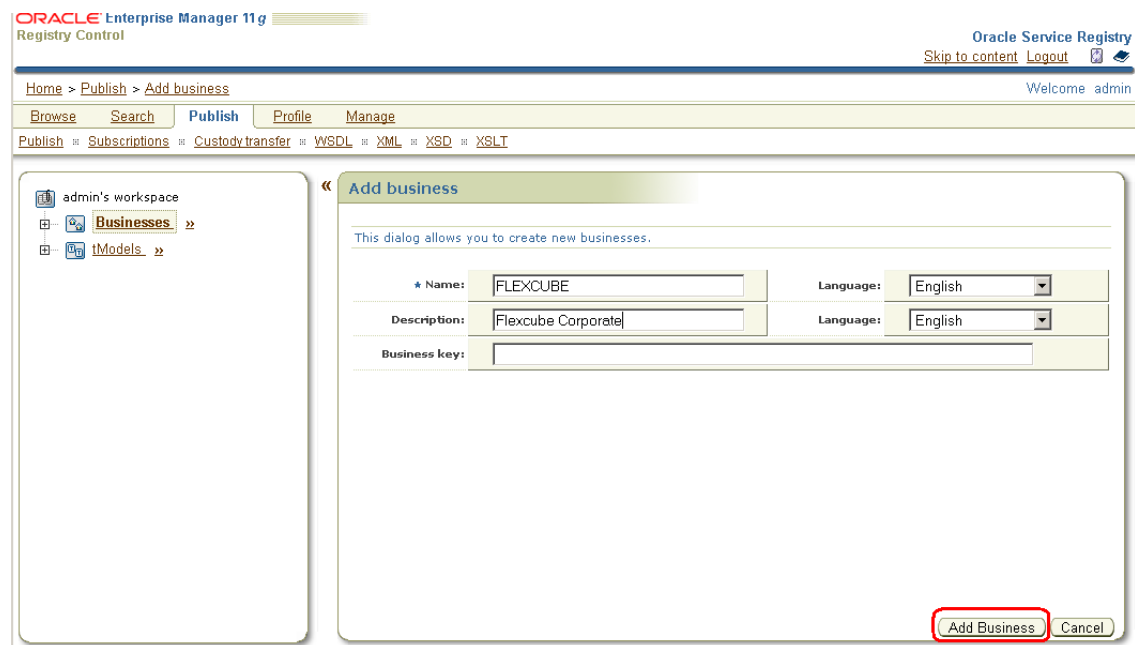 ORACLE Enterprise Manager 11g
Registry Control
Oracle Service Registry
Skip to content Logout
Home > Publish > Add business
Welcome admin
Browse Search Publish Profile Manage
Publish Subscriptions Custody transfer WSDL XML XSD XSLT
admin's workspace
Businesses »
tModels »
«
Add business
This dialog allows you to create new businesses.
Name: FLEXCUBE Language: English
Description: Flexcube Corporate Language: English
Business key:
Add Business Cancel